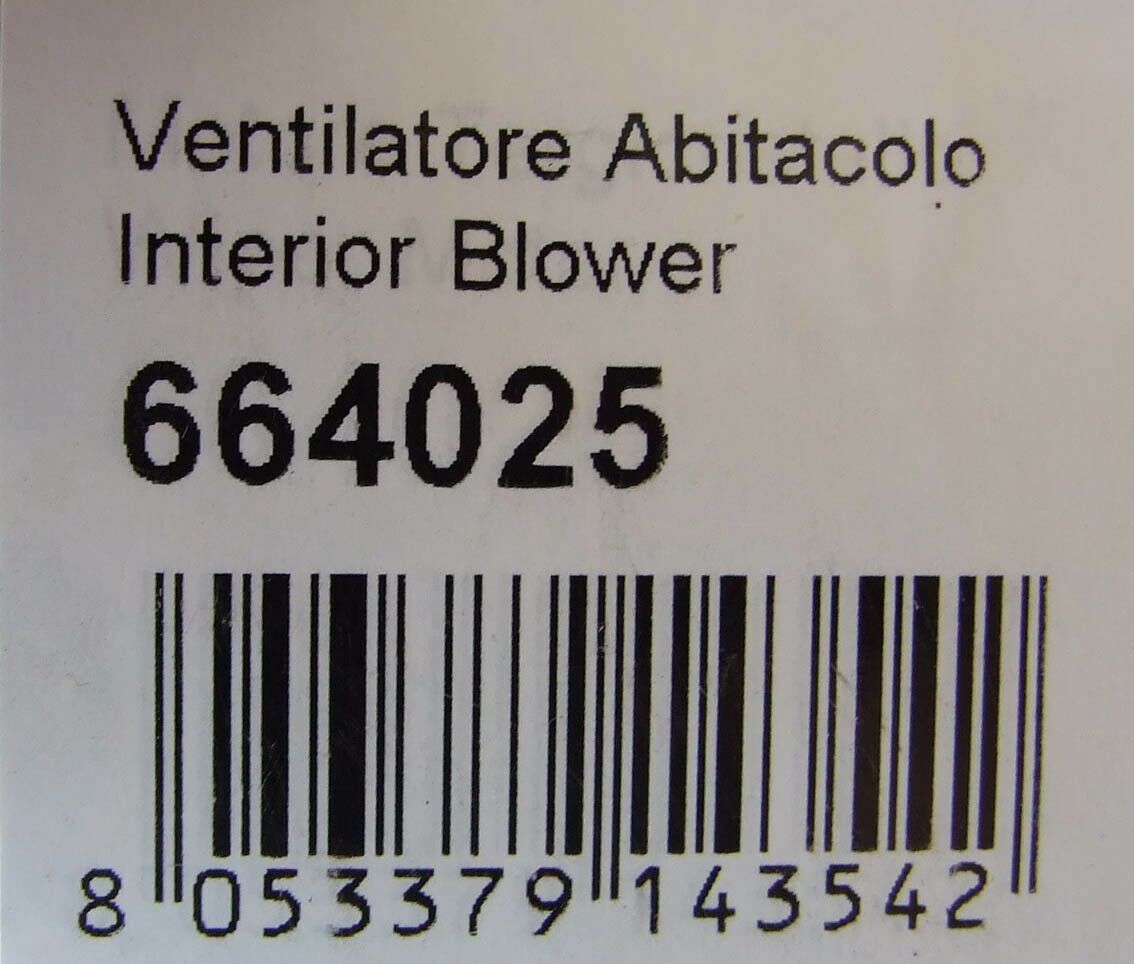 Ventilatore Abitacolo
Interior Blower
664025
8 053379 143542